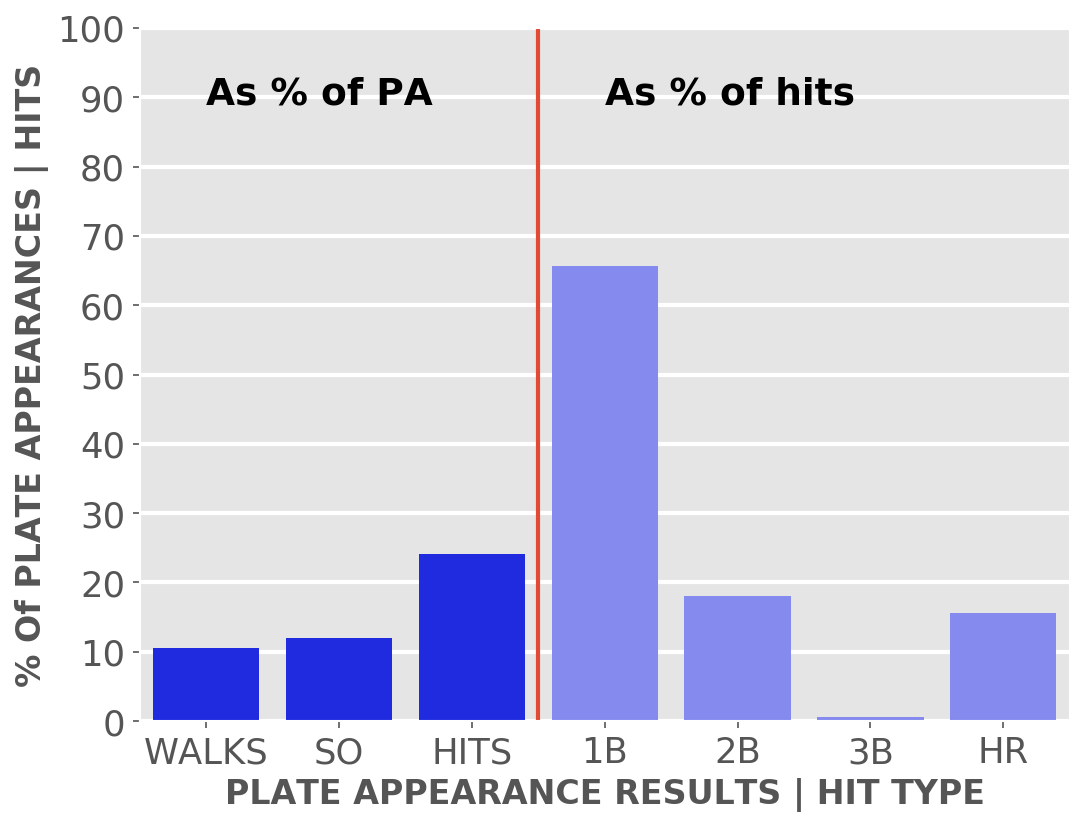 100
90
80
70
60
50
40
30
20
10
0
% Of PLATE APPEARANCES | HITS
As % of PA
As % of hits
WALKS SO HITS 1B 2B 3B HR
PLATE APPEARANCE RESULTS | HIT TYPE